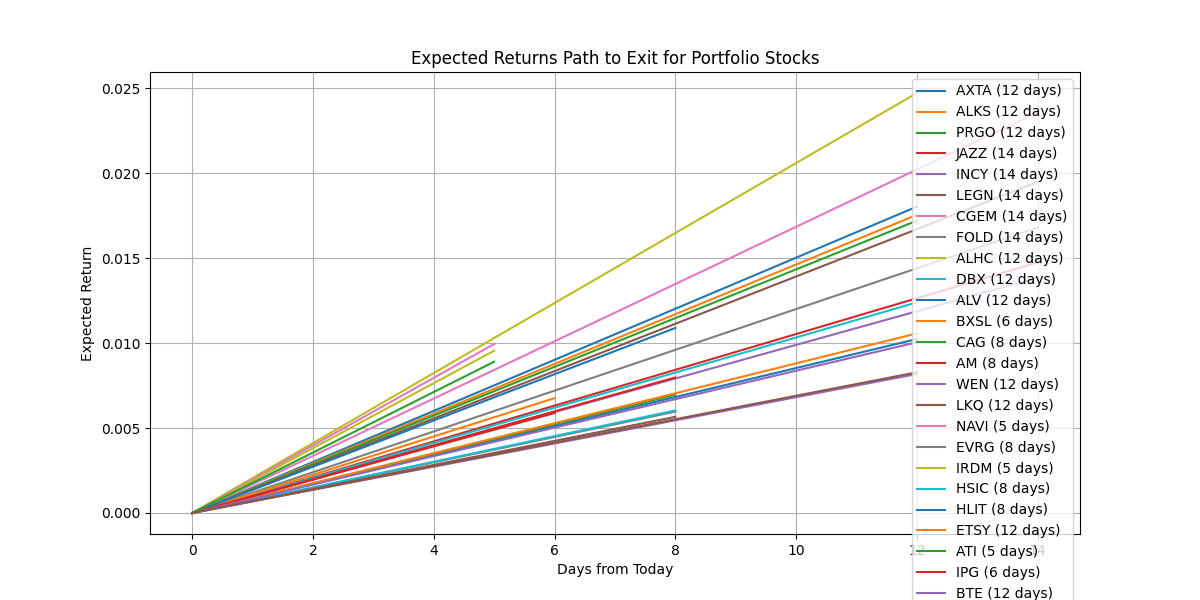 Expected Returns Path to Exit for Portfolio Stocks
0.025
0.020
0.015
0.010
0.005
0.000
Expected Return
0
2
4
6
8
10
12
14
Days from Today
AXTA (12 days)
ALKS (12 days)
PRGO (12 days)
JAZZ (14 days)
INCY (14 days)
LEGN (14 days)
CGEM (14 days)
FOLD (14 days)
ALHC (12 days)
DBX (12 days)
ALV (12 days)
BXSL (6 days)
CAG (8 days)
AM (8 days)
WEN (12 days)
LKQ (12 days)
NAVI (5 days)
EVRG (8 days)
IRDM (5 days)
HSIC (8 days)
HLIT (8 days)
ETSY (12 days)
ATI (5 days)
IPG (6 days)
BTE (12 days)